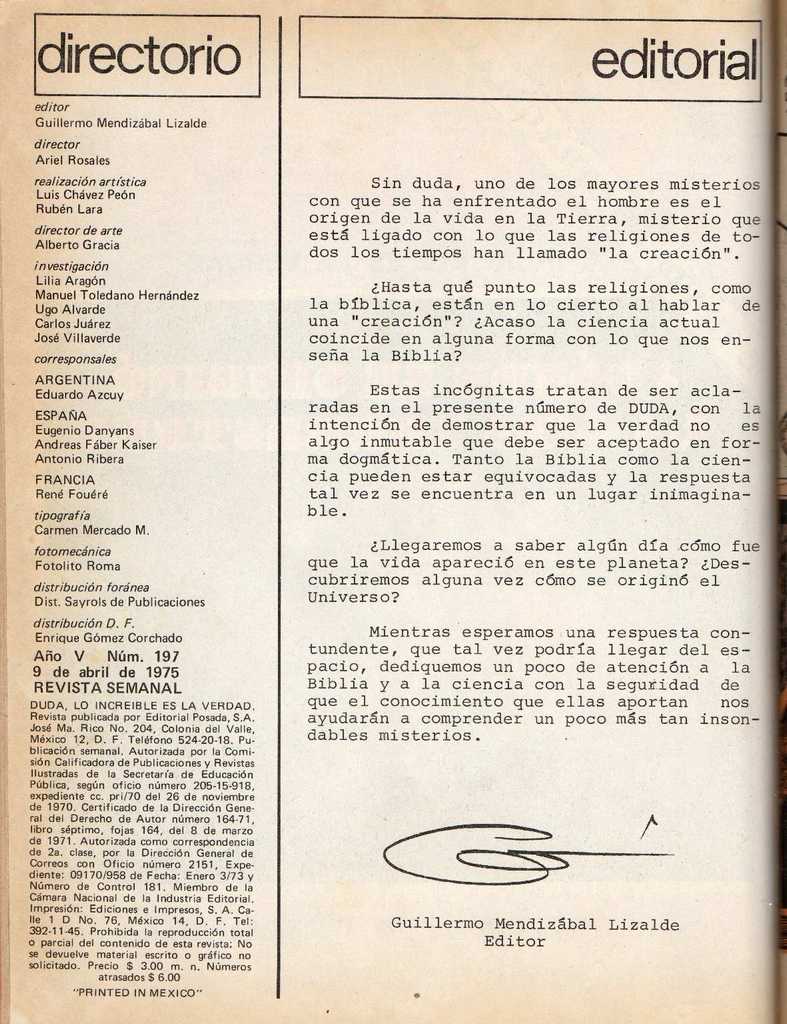 directorio
editor
Guillermo Mendizábal Lizalde
director
Ariel Rosales
realización artística
Luis Chávez Peón
Rubén Lara
director de arte
Alberto Gracia
investigación
Lilia Aragón
Manuel Toledano Hernández
Ugo Alvarde
Carlos Juárez
José Villaverde
corresponsales
ARGENTINA
Eduardo Azcuy
ESPAÑA
Eugenio Danyans
Andreas Fáber Kaiser
Antonio Ribera
FRANCIA
René Fouéré
tipografía
Carmen Mercado M.
fotomecánica
Fotolito Roma
distribución foránea
Dist. Sayrols de Publicaciones
distribución D. F.
Enrique Gómez Corchado
Año V Núm. 197
9 de abril de 1975
REVISTA SEMANAL
DUDA, LO INCREIBLE ES LA VERDAD.
Revista publicada por Editorial Posada, S.A.
José Ma. Rico No. 204, Colonia del Valle,
México 12, D. F. Teléfono 524-20-18. Pu-
blicación semanal. Autorizada por la Comi-
sión Calificadora de Publicaciones y Revistas
Ilustradas de la Secretaría de Educación
Pública, según oficio número 205-15-918,
expediente cc. pri/70 del 26 de noviembre
de 1970. Certificado de la Dirección Gene-
ral del Derecho de Autor número 164-71,
libro séptimo, fojas 164, del 8 de marzo
de 1971. Autorizada como correspondencia
de 2a. clase, por la Dirección General de
Correos con Oficio número 2151, Expe-
diente: 09170/958 de Fecha: Enero 3/73 y
Número de Control 181. Miembro de la
Cámara Nacional de la Industria Editorial.
Impresión: Ediciones e Impresos, S. A. Ca-
lle 1 D No. 76, México 14, D. F. Tel:
392-11-45. Prohibida la reproducción total
o parcial del contenido de esta revista: No
se devuelve material escrito o gráfico no
solicitado. Precio $ 3.00 m. n. Números
atrasados $ 6.00
"PRINTED IN MEXICO"
editorial
Sin duda, uno de los mayores misterios
con que se ha enfrentado el hombre es el
origen de la vida en la Tierra, misterio que
está ligado con lo que las religiones de to-
dos los tiempos han llamado "la creación".
¿Hasta qué punto las religiones, como
la bíblica, están en lo cierto al hablar de
una "creación"? ¿Acaso la ciencia actual
coincide en alguna forma con lo que nos en-
seña la Biblia?
Estas incógnitas tratan de ser acla-
radas en el presente número de DUDA, con la
intención de demostrar que la verdad no es
algo inmutable que debe ser aceptado en for-
ma dogmática. Tanto la Biblia como la cien-
cia pueden estar equivocadas y la respuesta
tal vez se encuentra en un lugar inimagina-
ble.
¿Llegaremos a saber algún día cómo fue
que la vida apareció en este planeta? ¿Des-
cubriremos alguna vez cómo se originó el
Universo?
Mientras esperamos una respuesta con-
tundente, que tal vez podría llegar del es-
pacio, dediquemos un poco de atención a la
Biblia y a la ciencia con la seguridad de
que el conocimiento que ellas aportan nos
ayudarán a comprender un poco más tan inson-
dables misterios.
Guillermo Mendizábal Lizalde
Editor